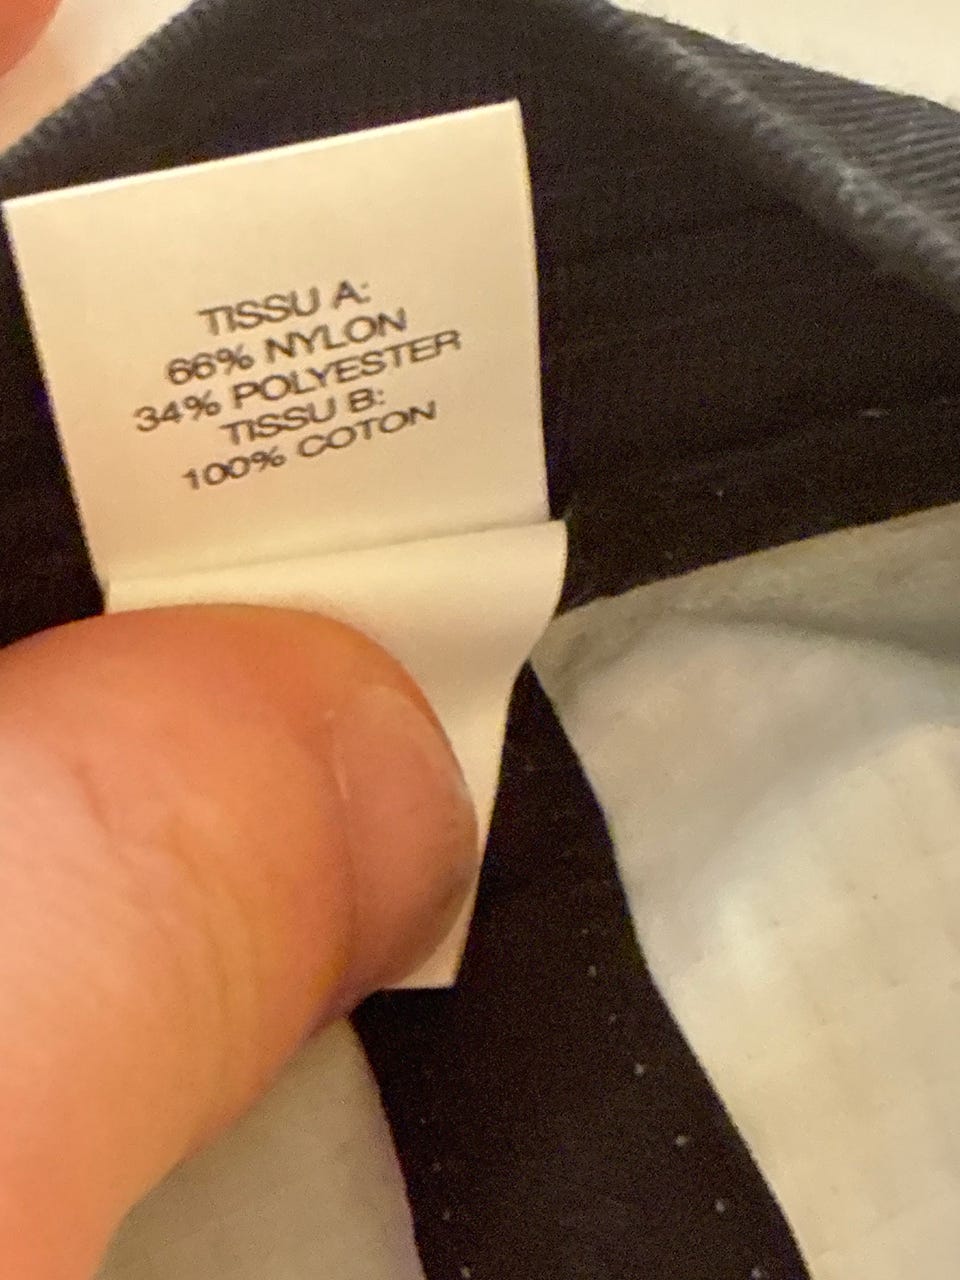 TISSU A:
66% NYLON
34% POLYESTER
TISSU B:
100% COTON